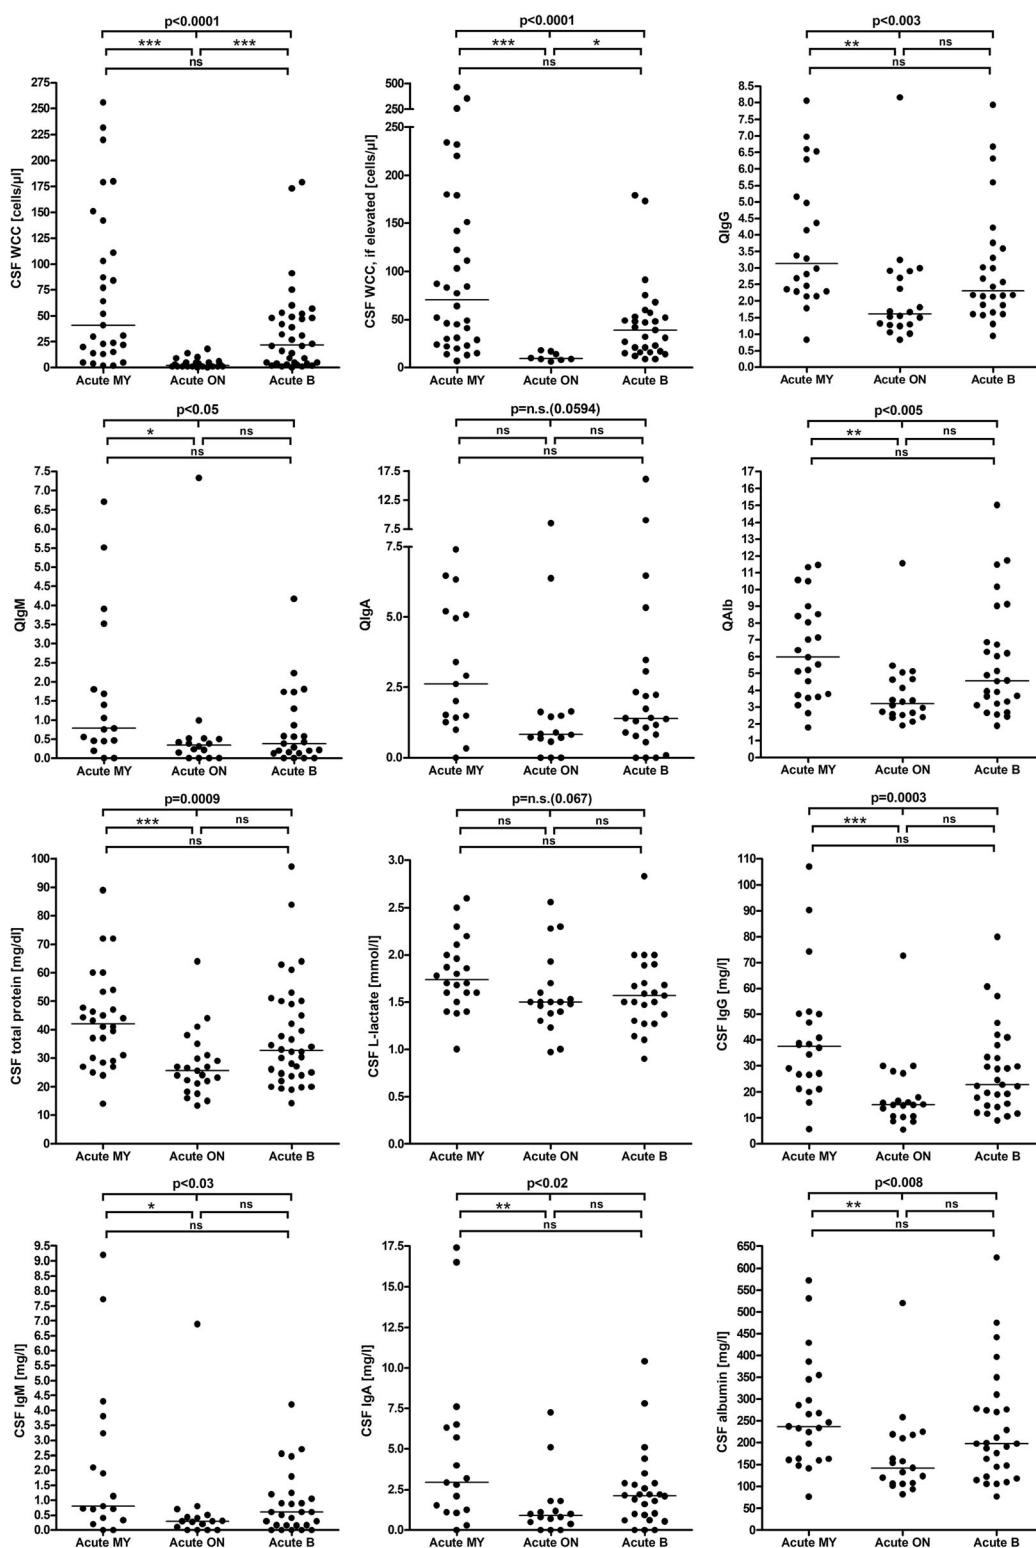 p<0.0001
*** ***
ns
CSF WCC [cells/µl]
275
250
225
200
175
150
125
100
75
50
25
0
Acute MY Acute ON Acute B
p<0.0001
*** *
ns
CSF WCC, if elevated [cells/µl]
500
250
250
200
150
100
50
0
Acute MY Acute ON Acute B
p<0.003
** ns
ns
QIgG
8.5
8.0
7.5
7.0
6.5
6.0
5.5
5.0
4.5
4.0
3.5
3.0
2.5
2.0
1.5
1.0
0.5
0.0
Acute MY Acute ON Acute B
p<0.05
* ns
ns
QIgM
7.5
7.0
6.5
6.0
5.5
5.0
4.5
4.0
3.5
3.0
2.5
2.0
1.5
1.0
0.5
0.0
Acute MY Acute ON Acute B
p=n.s.(0.0594)
ns ns
ns
QIgA
17.5
12.5
7.5
7.5
5.0
2.5
0.0
Acute MY Acute ON Acute B
p<0.005
** ns
ns
QAlb
17
16
15
14
13
12
11
10
9
8
7
6
5
4
3
2
1
0
Acute MY Acute ON Acute B
p=0.0009
*** ns
ns
CSF total protein [mg/dl]
100
90
80
70
60
50
40
30
20
10
0
Acute MY Acute ON Acute B
p=n.s.(0.067)
ns ns
ns
CSF L-lactate [mmol/l]
3.0
2.5
2.0
1.5
1.0
0.5
0.0
Acute MY Acute ON Acute B
p=0.0003
*** ns
ns
CSF IgG [mg/l]
110
100
90
80
70
60
50
40
30
20
10
0
Acute MY Acute ON Acute B
p<0.03
* ns
ns
CSF IgM [mg/l]
9.5
9.0
8.5
8.0
7.5
7.0
6.5
6.0
5.5
5.0
4.5
4.0
3.5
3.0
2.5
2.0
1.5
1.0
0.5
0.0
Acute MY Acute ON Acute B
p<0.02
** ns
ns
CSF IgA [mg/l]
17.5
15.0
12.5
10.0
7.5
5.0
2.5
0.0
Acute MY Acute ON Acute B
p<0.008
** ns
ns
CSF albumin [mg/l]
650
600
550
500
450
400
350
300
250
200
150
100
50
0
Acute MY Acute ON Acute B